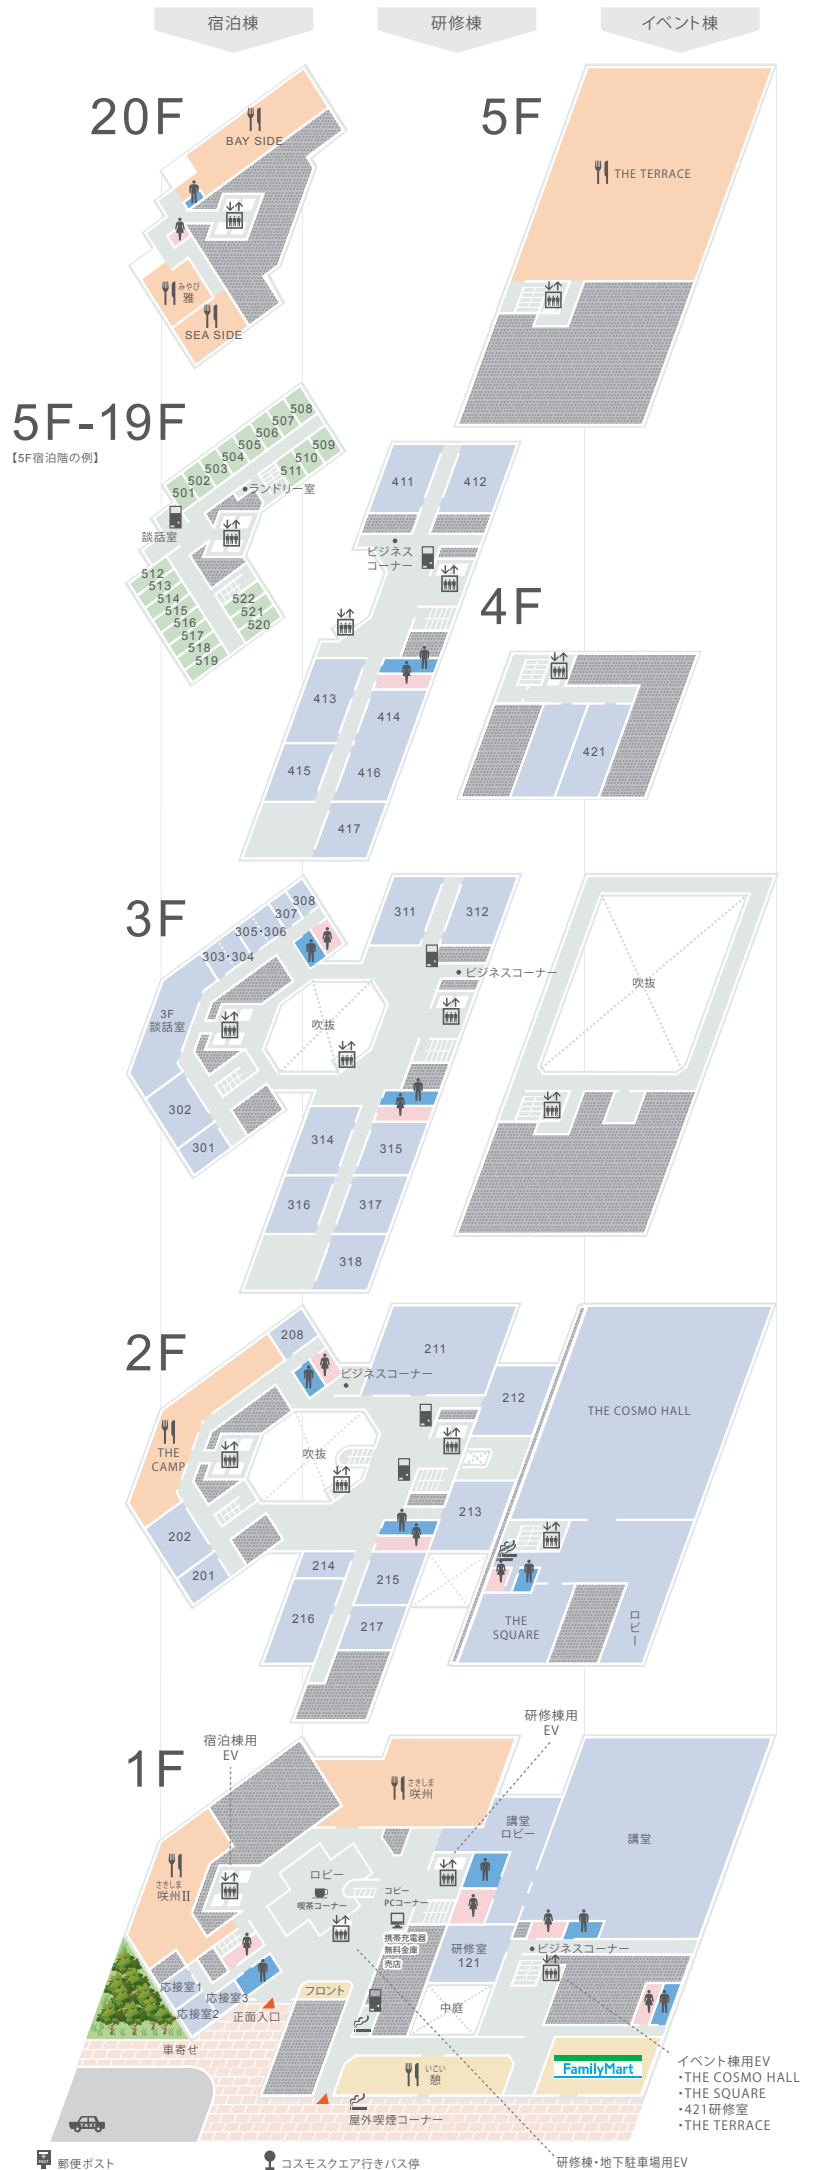 宿泊棟
研修棟
イベント棟
20F
BAY SIDE
みやび
雅
SEA SIDE
5F
THE TERRACE
5F-19F
【5F宿泊階の例】
508
507
506
505
504
503
502
501
509
510
511
ランドリー室
談話室
512
513
514
515
516
517
518
519
522
521
520
411
412
ビジネス
コーナー
413
414
415
416
417
4F
421
3F
308
307
305・306
303・304
3F
談話室
302
301
吹抜
311
312
ビジネスコーナー
314
315
316
317
318
吹抜
2F
208
ビジネスコーナー
THE
CAMP
吹抜
202
201
211
212
213
214
215
216
217
THE COSMO HALL
THE
SQUARE
ロビー
1F
宿泊棟用
EV
研修棟用
EV
さきしま
咲州
さきしま
咲州Ⅱ
ロビー
喫茶コーナー
コピー
PCコーナー
携帯充電器
無料金庫
売店
講堂
ロビー
講堂
研修室
121
ビジネスコーナー
中庭
応接室1
応接室2
応接室3
正面入口
フロント
車寄せ
いこい
憩
FamilyMart
屋外喫煙コーナー
TAXI
イベント棟用EV
・THE COSMO HALL
・THE SQUARE
・421研修室
・THE TERRACE
研修棟・地下駐車場用EV
POST
郵便ポスト
コスモスクエア行きバス停